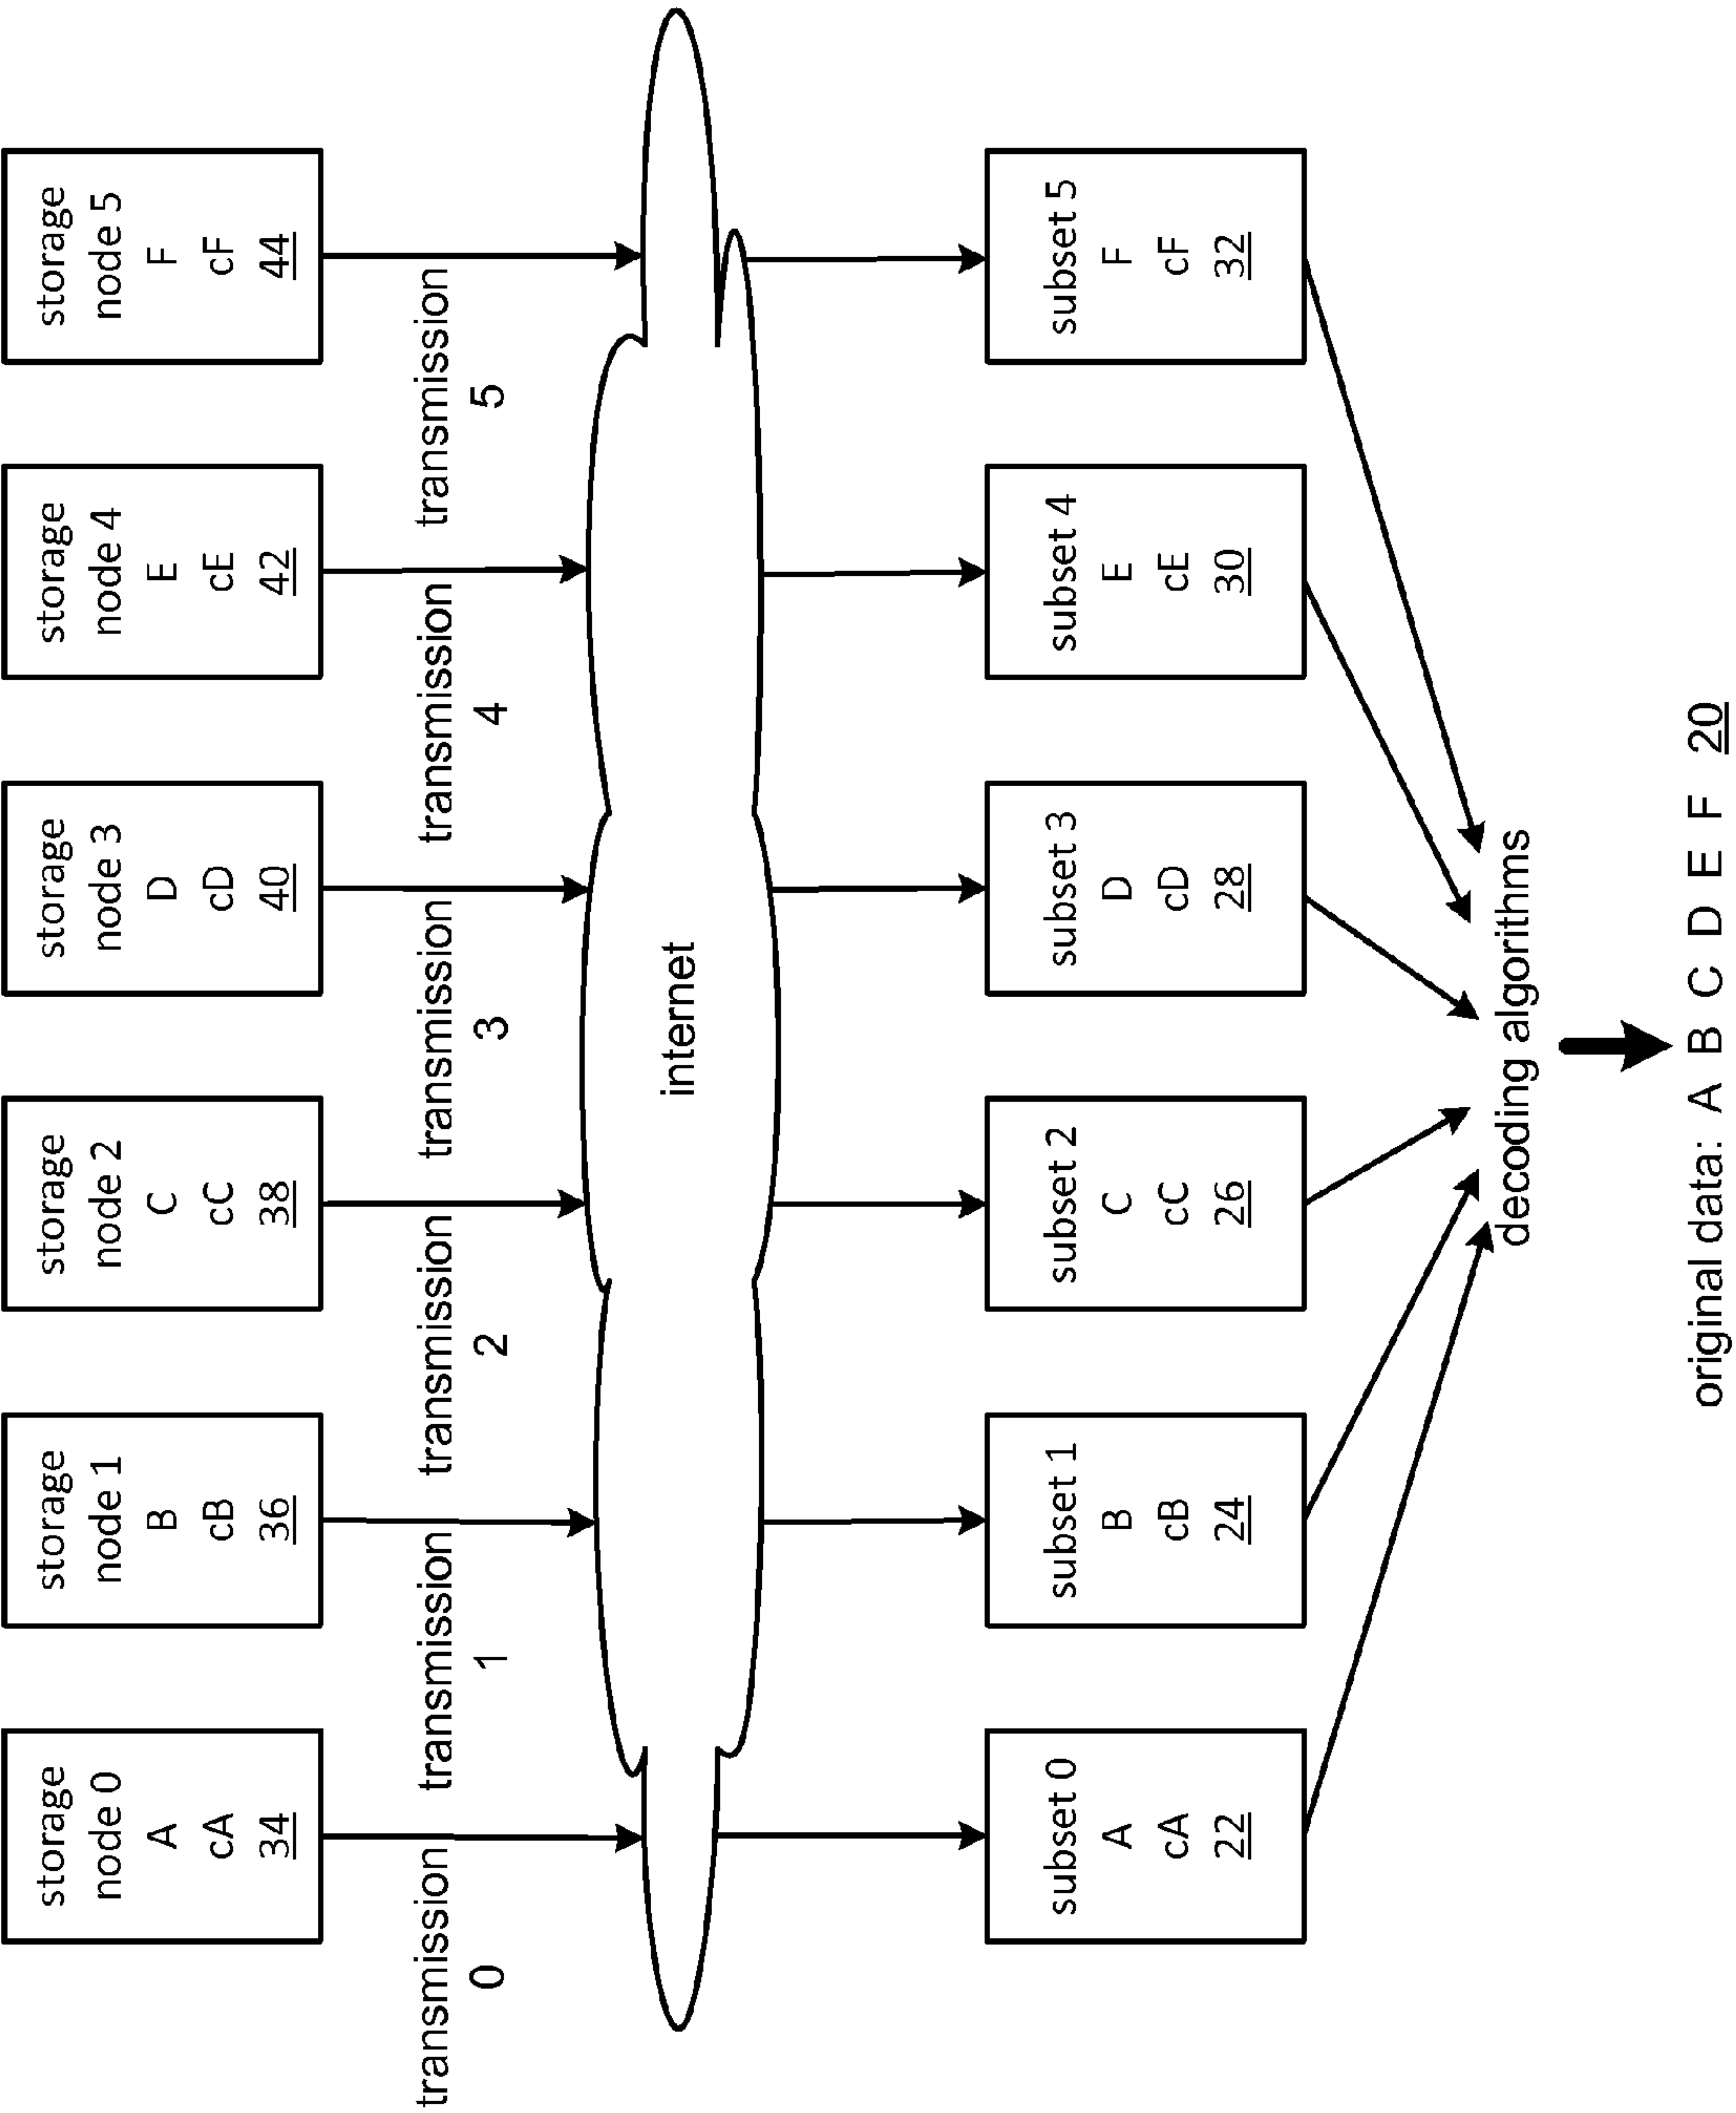 storage
node 0
A
cA
34
storage
node 1
B
cB
36
storage
node 2
C
cC
38
storage
node 3
D
cD
40
storage
node 4
E
cE
42
storage
node 5
F
cF
44
transmission
0
transmission
1
transmission
2
transmission
3
transmission
4
transmission
5
internet
subset 0
A
cA
22
subset 1
B
cB
24
subset 2
C
cC
26
subset 3
D
cD
28
subset 4
E
cE
30
subset 5
F
cF
32
decoding algorithms
original data: A B C D E F 20